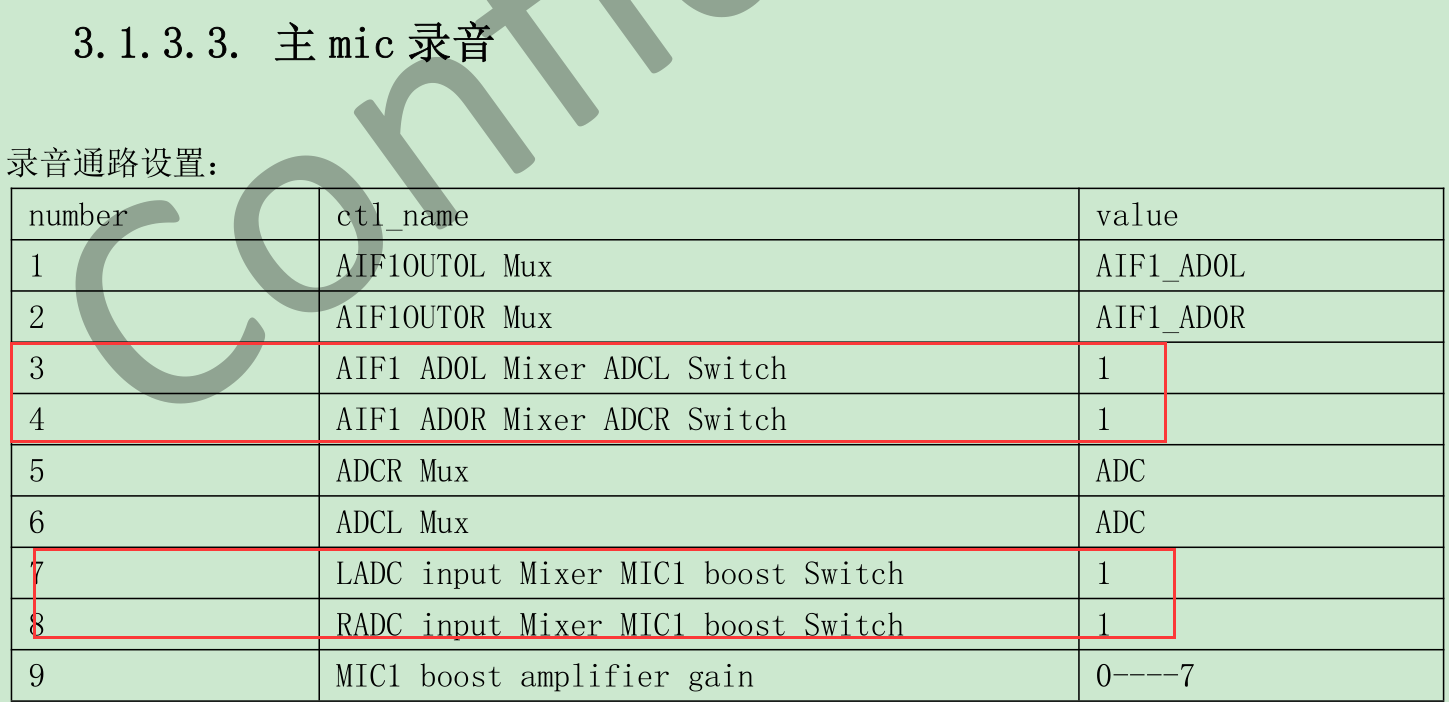 3.1.3.3. 主 mic 录音
录音通路设置：
number ctl_name value
1 AIF1OUT0L Mux AIF1_AD0L
2 AIF1OUT0R Mux AIF1_AD0R
3 AIF1 AD0L Mixer ADCL Switch 1
4 AIF1 AD0R Mixer ADCR Switch 1
5 ADCR Mux ADC
6 ADCL Mux ADC
7 LADC input Mixer MIC1 boost Switch 1
8 RADC input Mixer MIC1 boost Switch 1
9 MIC1 boost amplifier gain 0----7
Confi